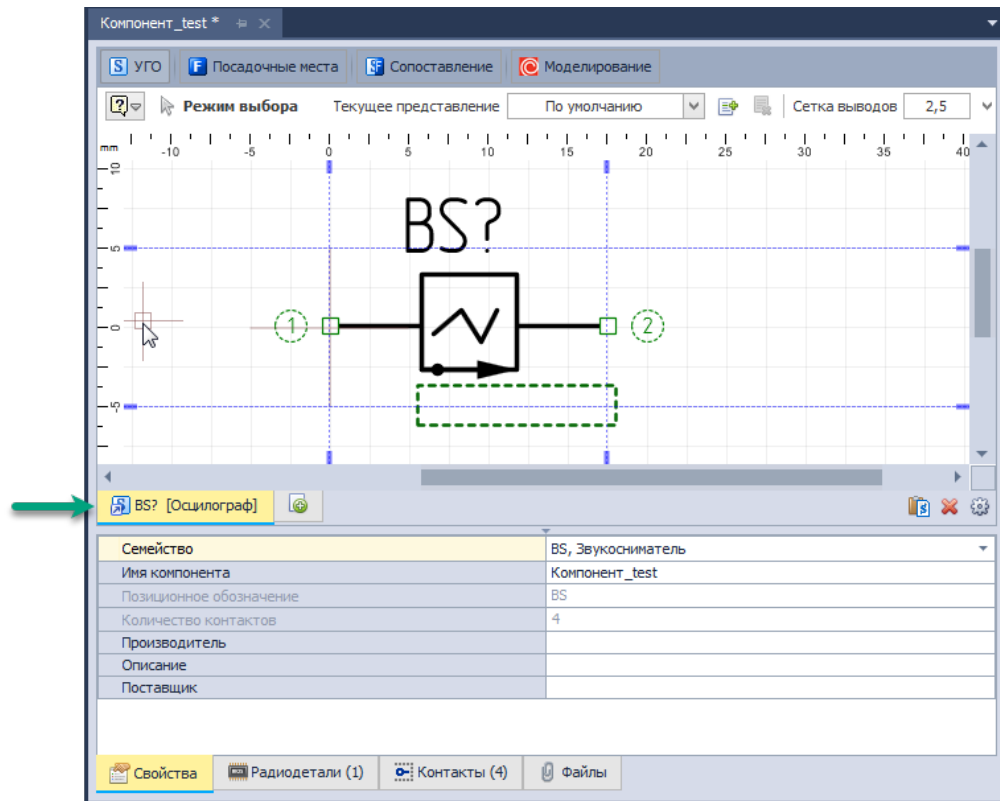 Компонент_test *
УГО Посадочные места Сопоставление Моделирование
Режим выбора Текущее представление По умолчанию Сетка выводов 2,5
mm -10 -5 0 5 10 15 20 25 30 35 40
10
BS?
5
0 1 2
-5
BS? [Осцилограф]
Семейство BS, Звукосниматель
Имя компонента Компонент_test
Позиционное обозначение BS
Количество контактов 4
Производитель
Описание
Поставщик
Свойства Радиодетали (1) Контакты (4) Файлы